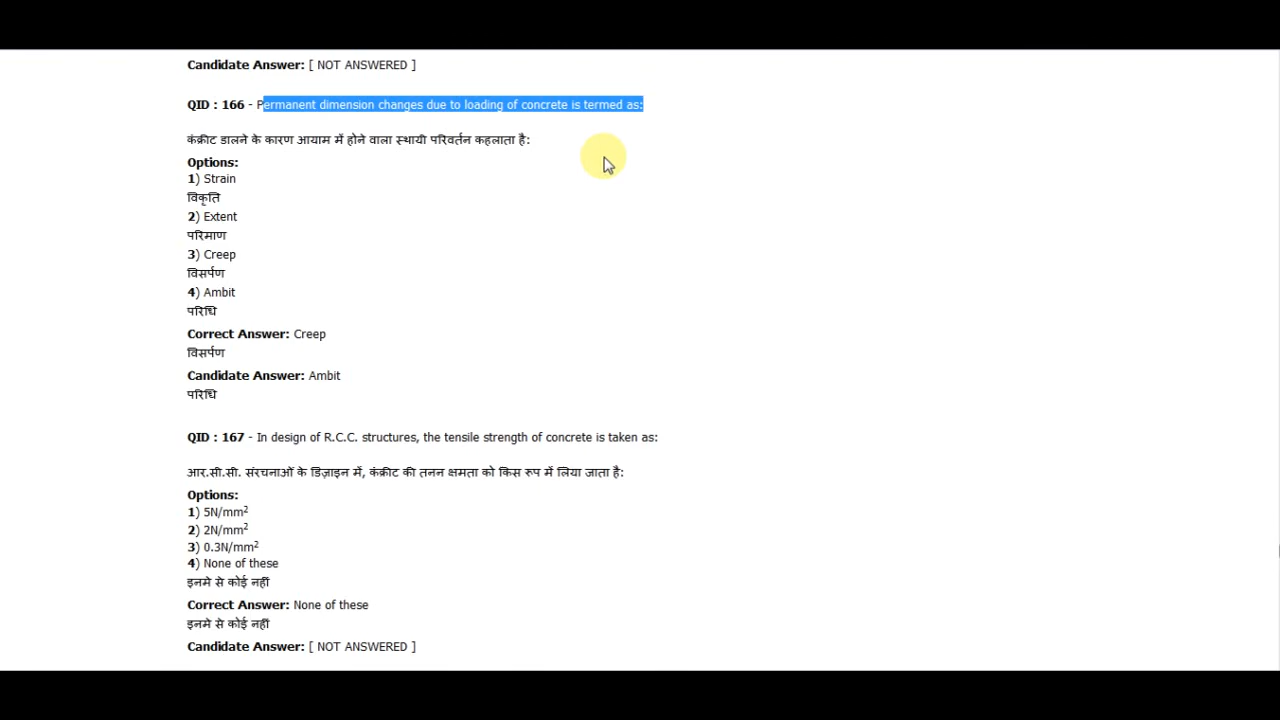 Candidate Answer: [ NOT ANSWERED ]
QID : 166 - Permanent dimension changes due to loading of concrete is termed as:
कंक्रीट डालने के कारण आयाम में होने वाला स्थायी परिवर्तन कहलाता है:
Options:
1) Strain
विकृति
2) Extent
परिमाण
3) Creep
विसर्पण
4) Ambit
परिधि
Correct Answer: Creep
विसर्पण
Candidate Answer: Ambit
परिधि
QID : 167 - In design of R.C.C. structures, the tensile strength of concrete is taken as:
आर.सी.सी. संरचनाओं के डिज़ाइन में, कंक्रीट की तनन क्षमता को किस रूप में लिया जाता है:
Options:
1) 5N/mm²
2) 2N/mm²
3) 0.3N/mm²
4) None of these
इनमे से कोई नहीं
Correct Answer: None of these
इनमे से कोई नहीं
Candidate Answer: [ NOT ANSWERED ]